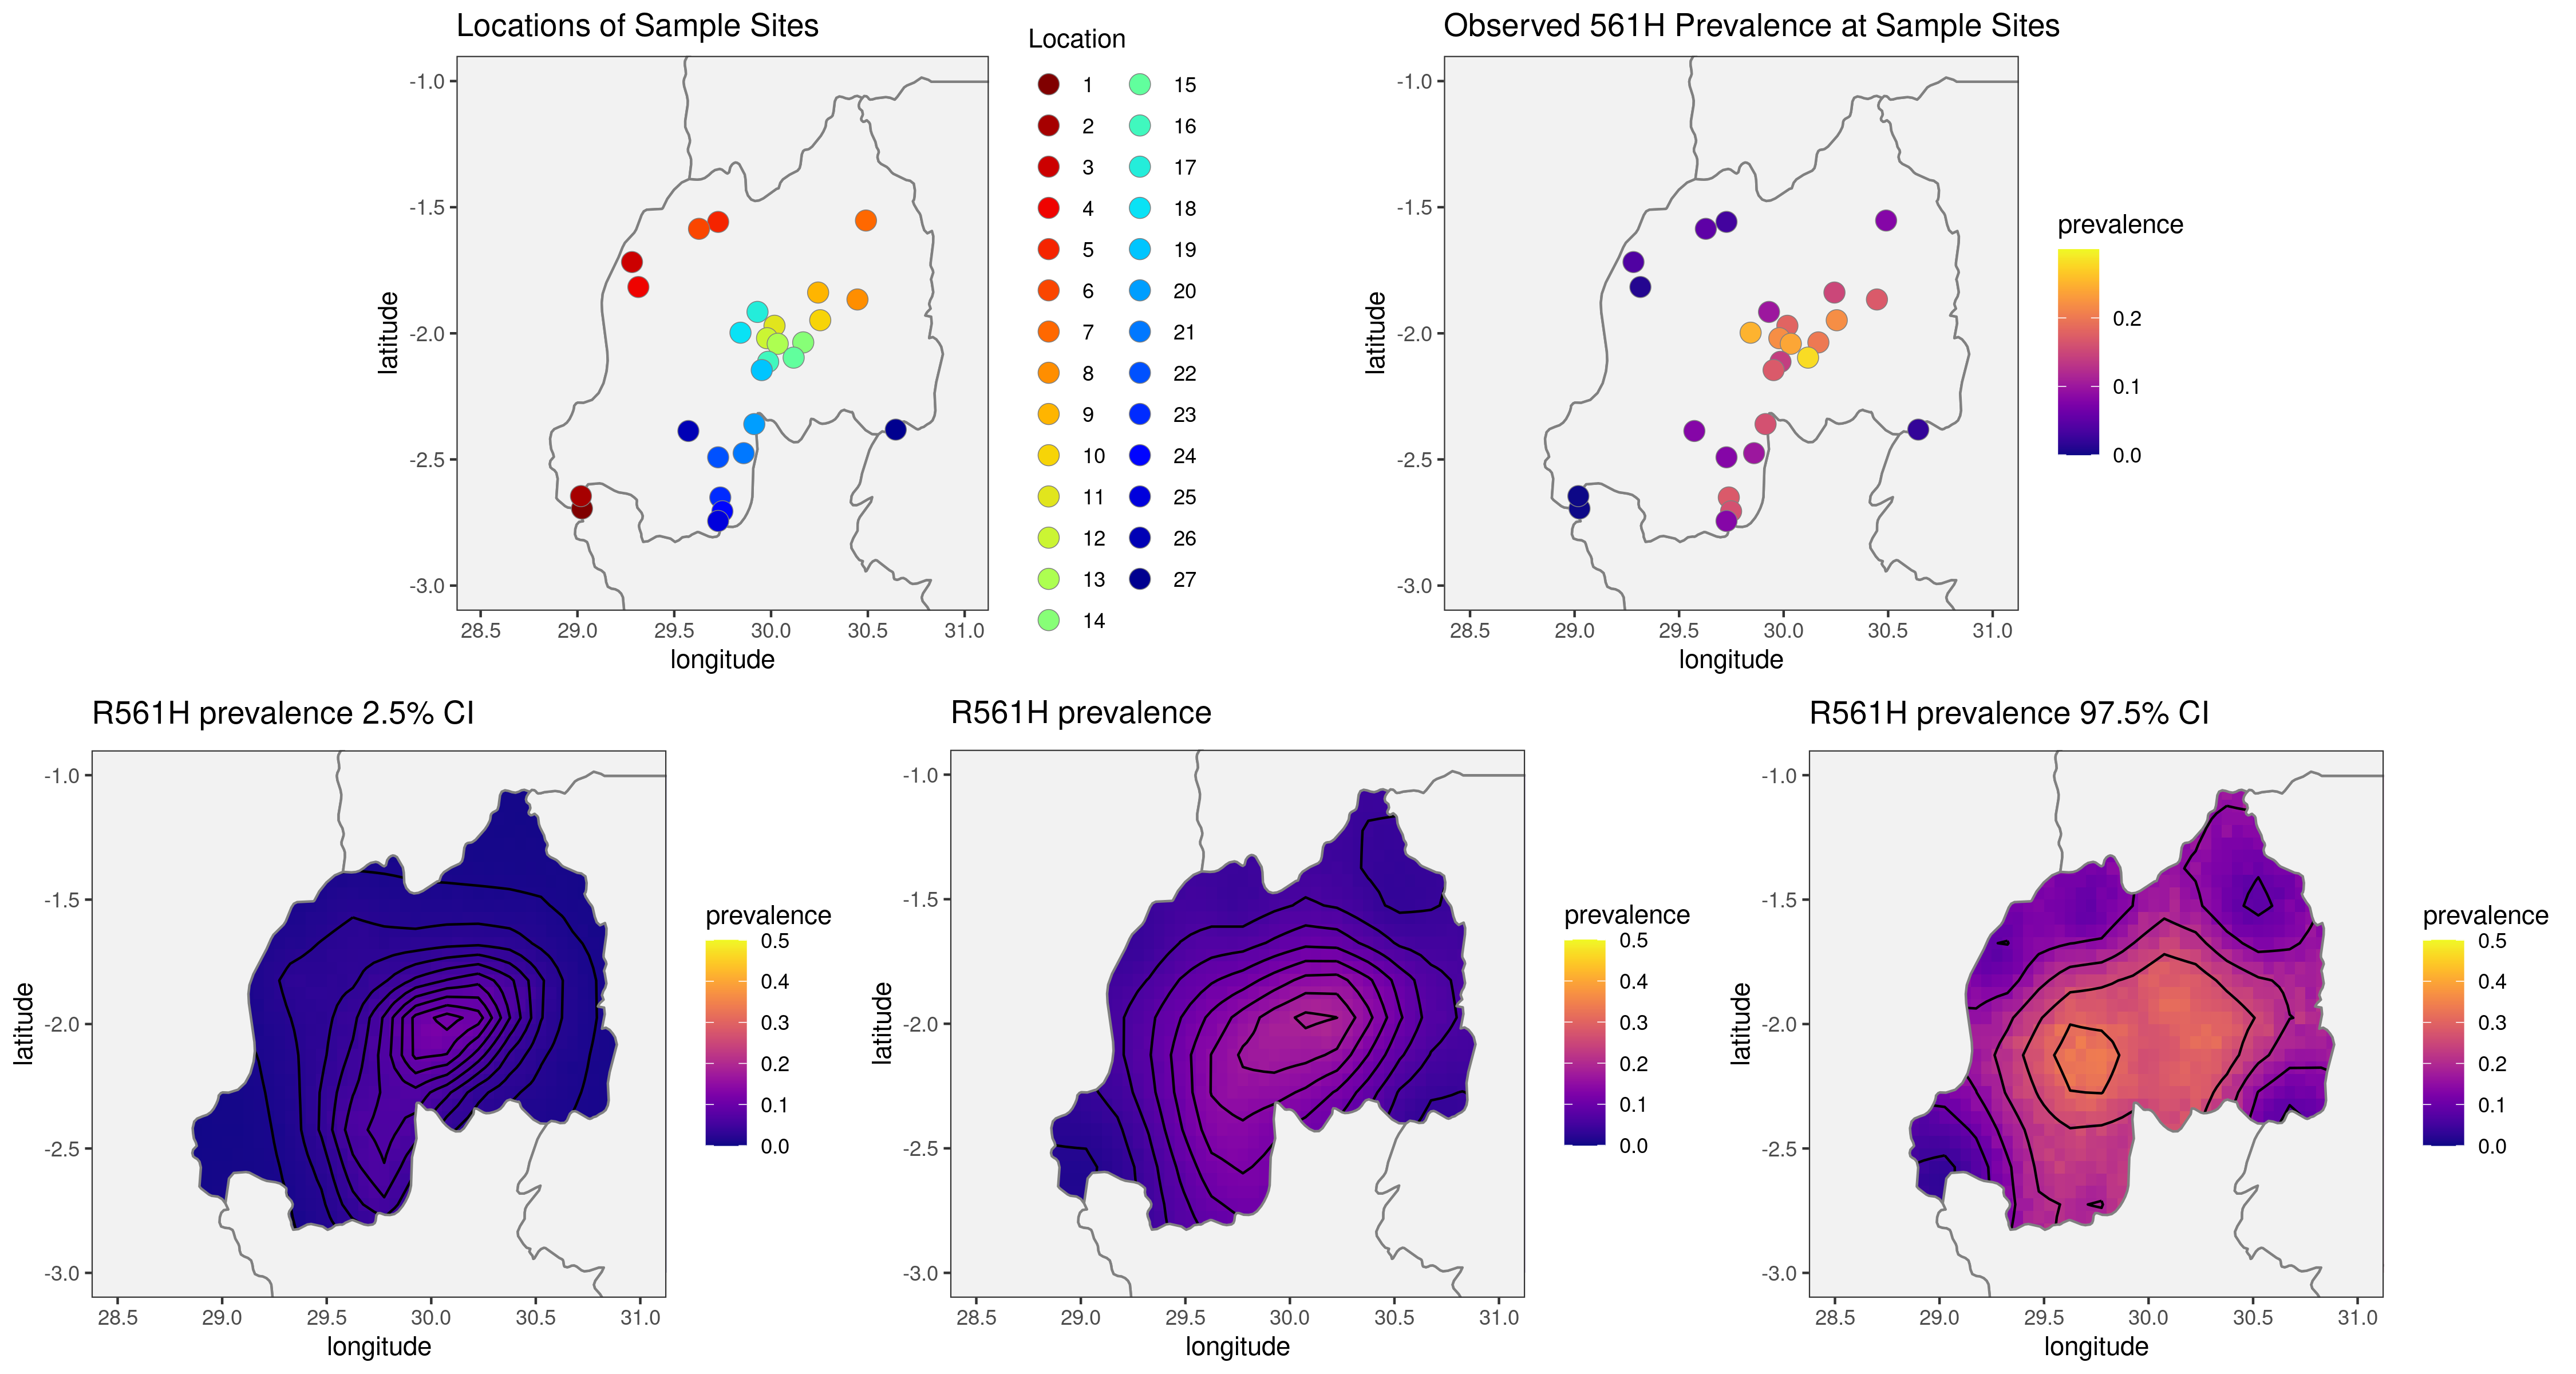 Locations of Sample Sites
-1.0
-1.5
-2.0
-2.5
-3.0
latitude
28.5 29.0 29.5 30.0 30.5 31.0
longitude
Location
1 15
2 16
3 17
4 18
5 19
6 20
7 21
8 22
9 23
10 24
11 25
12 26
13 27
14
Observed 561H Prevalence at Sample Sites
-1.0
-1.5
-2.0
-2.5
-3.0
latitude
28.5 29.0 29.5 30.0 30.5 31.0
longitude
prevalence
0.2
0.1
0.0
R561H prevalence 2.5% CI
-1.0
-1.5
-2.0
-2.5
-3.0
latitude
28.5 29.0 29.5 30.0 30.5 31.0
longitude
prevalence
0.5
0.4
0.3
0.2
0.1
0.0
R561H prevalence
-1.0
-1.5
-2.0
-2.5
-3.0
latitude
28.5 29.0 29.5 30.0 30.5 31.0
longitude
prevalence
0.5
0.4
0.3
0.2
0.1
0.0
R561H prevalence 97.5% CI
-1.0
-1.5
-2.0
-2.5
-3.0
latitude
28.5 29.0 29.5 30.0 30.5 31.0
longitude
prevalence
0.5
0.4
0.3
0.2
0.1
0.0